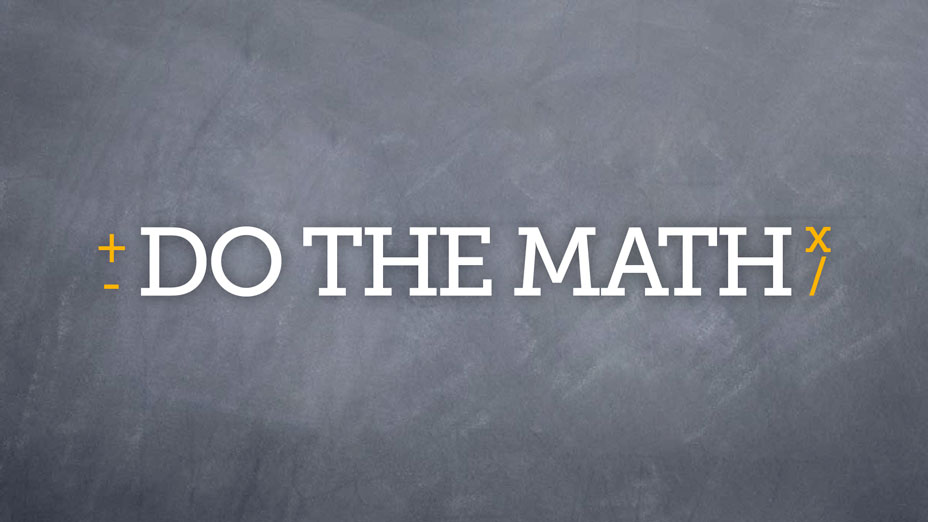 + DO THE MATH x
- /